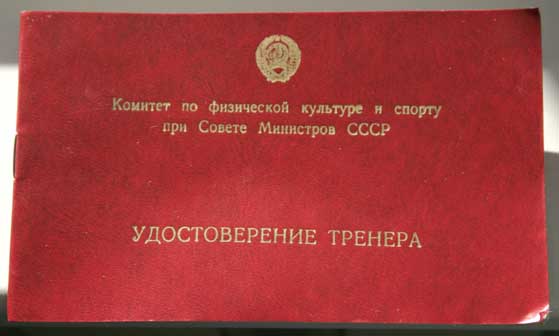 Комитет по физической культуре и спорту
при Совете Министров СССР
УДОСТОВЕРЕНИЕ ТРЕНЕРА